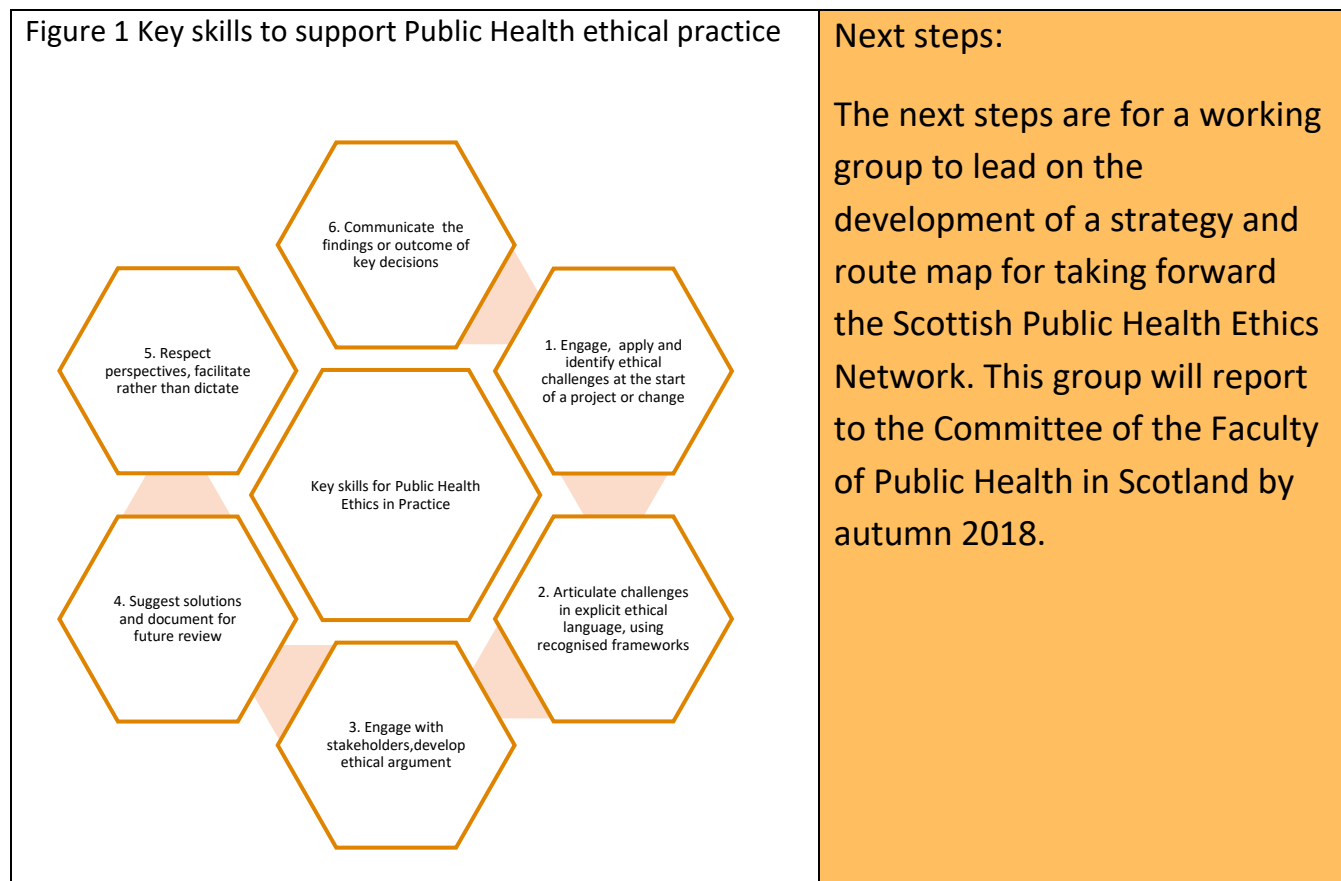 Figure 1 Key skills to support Public Health ethical practice
6. Communicate  the
findings or outcome of
key decisions
1. Engage,  apply and
identify ethical
challenges at the start
of a project or change
2. Articulate challenges
in explicit ethical
language, using
recognised frameworks
3. Engage with
stakeholders,develop
ethical argument
4. Suggest solutions
and document for
future review
5. Respect
perspectives, facilitate
rather than dictate
Key skills for Public Health
Ethics in Practice
Next steps:
The next steps are for a working
group to lead on the
development of a strategy and
route map for taking forward
the Scottish Public Health Ethics
Network. This group will report
to the Committee of the Faculty
of Public Health in Scotland by
autumn 2018.